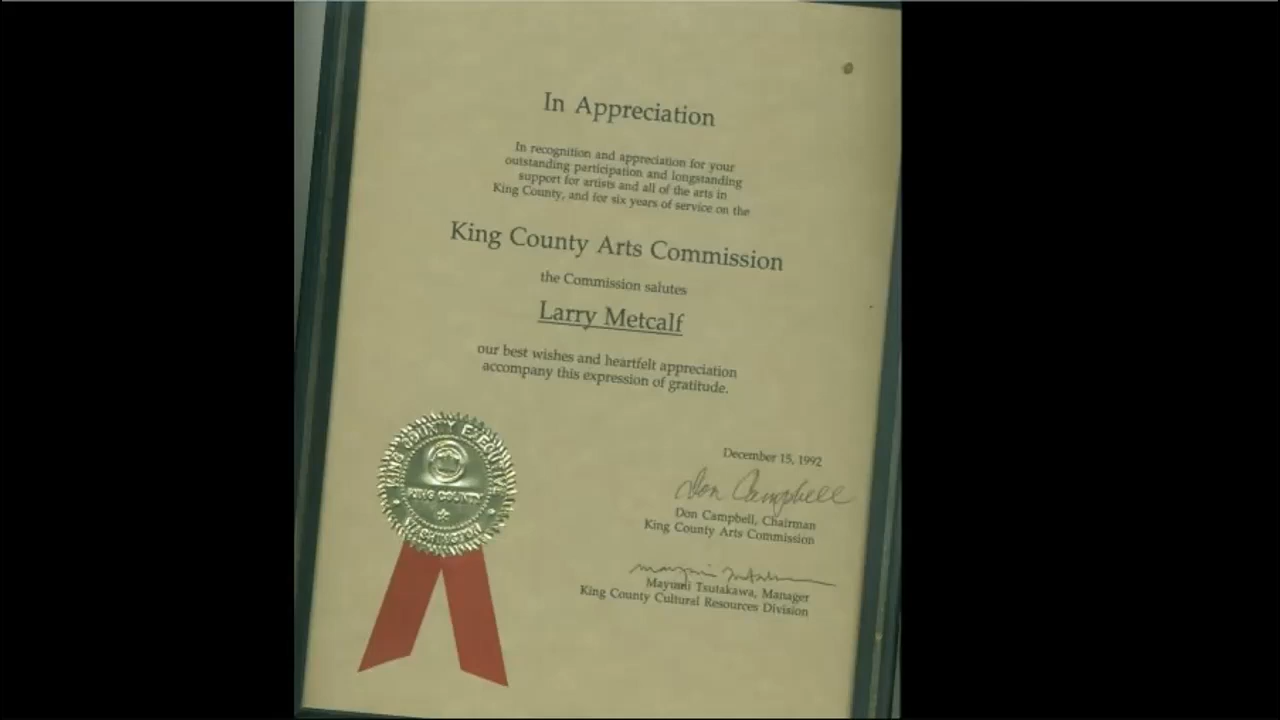 In Appreciation
In recognition and appreciation for your
outstanding participation and longstanding
support for artists and all of the arts in
King County, and for six years of service on the
King County Arts Commission
the Commission salutes
Larry Metcalf
our best wishes and heartfelt appreciation
accompany this expression of gratitude.
KING COUNTY EXECUTIVE
KING COUNTY
WASHINGTON
December 15, 1992
Don Campbell
Don Campbell, Chairman
King County Arts Commission
Mayumi Tsutakawa
Mayumi Tsutakawa, Manager
King County Cultural Resources Division